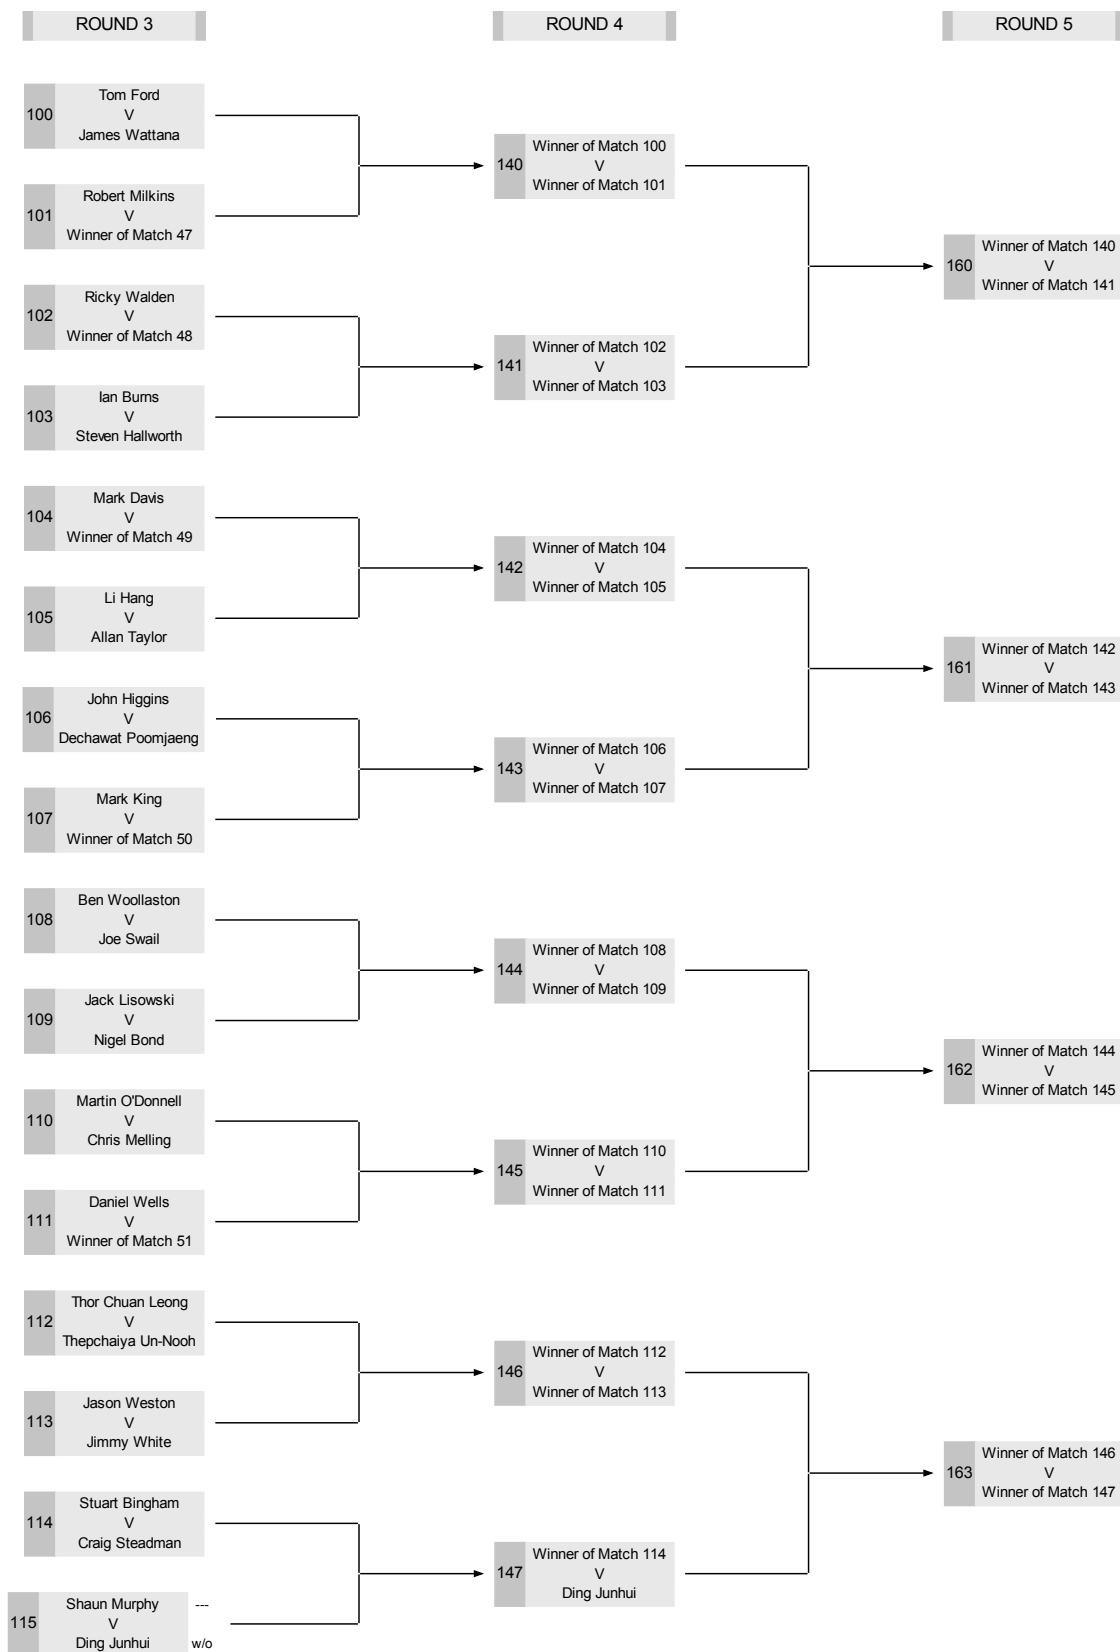 ROUND 3
ROUND 4
ROUND 5
100
Tom Ford
V
James Wattana
101
Robert Milkins
V
Winner of Match 47
102
Ricky Walden
V
Winner of Match 48
103
Ian Burns
V
Steven Hallworth
104
Mark Davis
V
Winner of Match 49
105
Li Hang
V
Allan Taylor
106
John Higgins
V
Dechawat Poomjaeng
107
Mark King
V
Winner of Match 50
108
Ben Woollaston
V
Joe Swail
109
Jack Lisowski
V
Nigel Bond
110
Martin O'Donnell
V
Chris Melling
111
Daniel Wells
V
Winner of Match 51
112
Thor Chuan Leong
V
Thepchaiya Un-Nooh
113
Jason Weston
V
Jimmy White
114
Stuart Bingham
V
Craig Steadman
115
Shaun Murphy ---
V
Ding Junhui w/o
140
Winner of Match 100
V
Winner of Match 101
141
Winner of Match 102
V
Winner of Match 103
142
Winner of Match 104
V
Winner of Match 105
143
Winner of Match 106
V
Winner of Match 107
144
Winner of Match 108
V
Winner of Match 109
145
Winner of Match 110
V
Winner of Match 111
146
Winner of Match 112
V
Winner of Match 113
147
Winner of Match 114
V
Ding Junhui
160
Winner of Match 140
V
Winner of Match 141
161
Winner of Match 142
V
Winner of Match 143
162
Winner of Match 144
V
Winner of Match 145
163
Winner of Match 146
V
Winner of Match 147